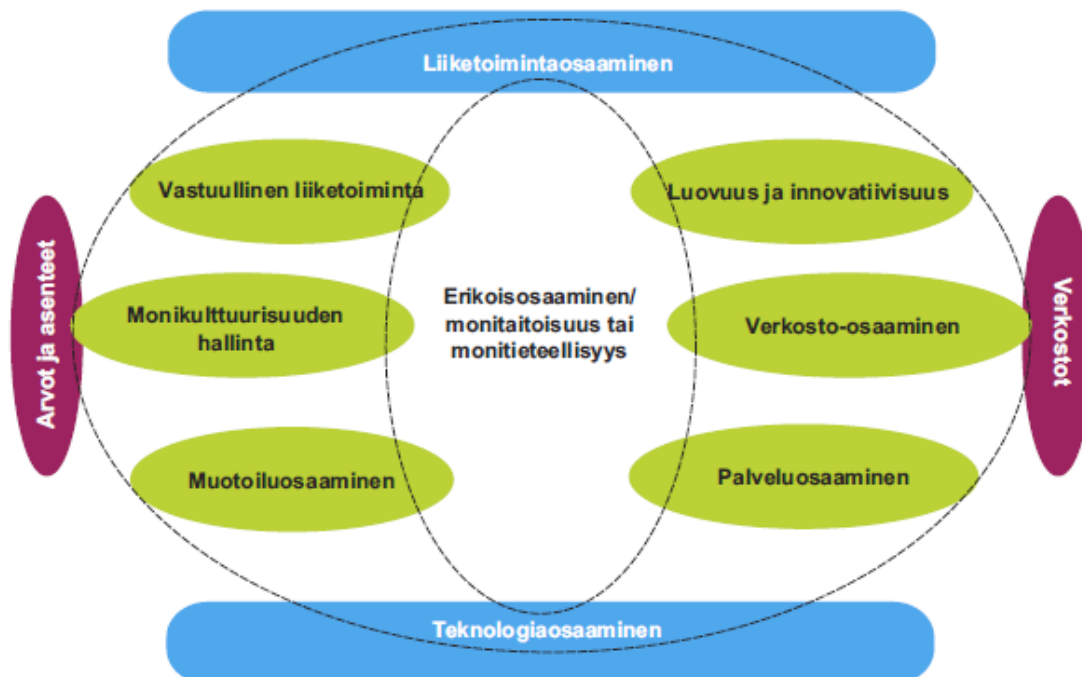 Liiketoimintaosaaminen
Vastuullinen liiketoiminta
Luovuus ja innovatiivisuus
Arvot ja asenteet
Monikulttuurisuuden
hallinta
Erikoisosaaminen/
monitaitoisuus tai
monitieteellisyys
Verkosto-osaaminen
Verkostot
Muotoiluosaaminen
Palveluosaaminen
Teknologiaosaaminen